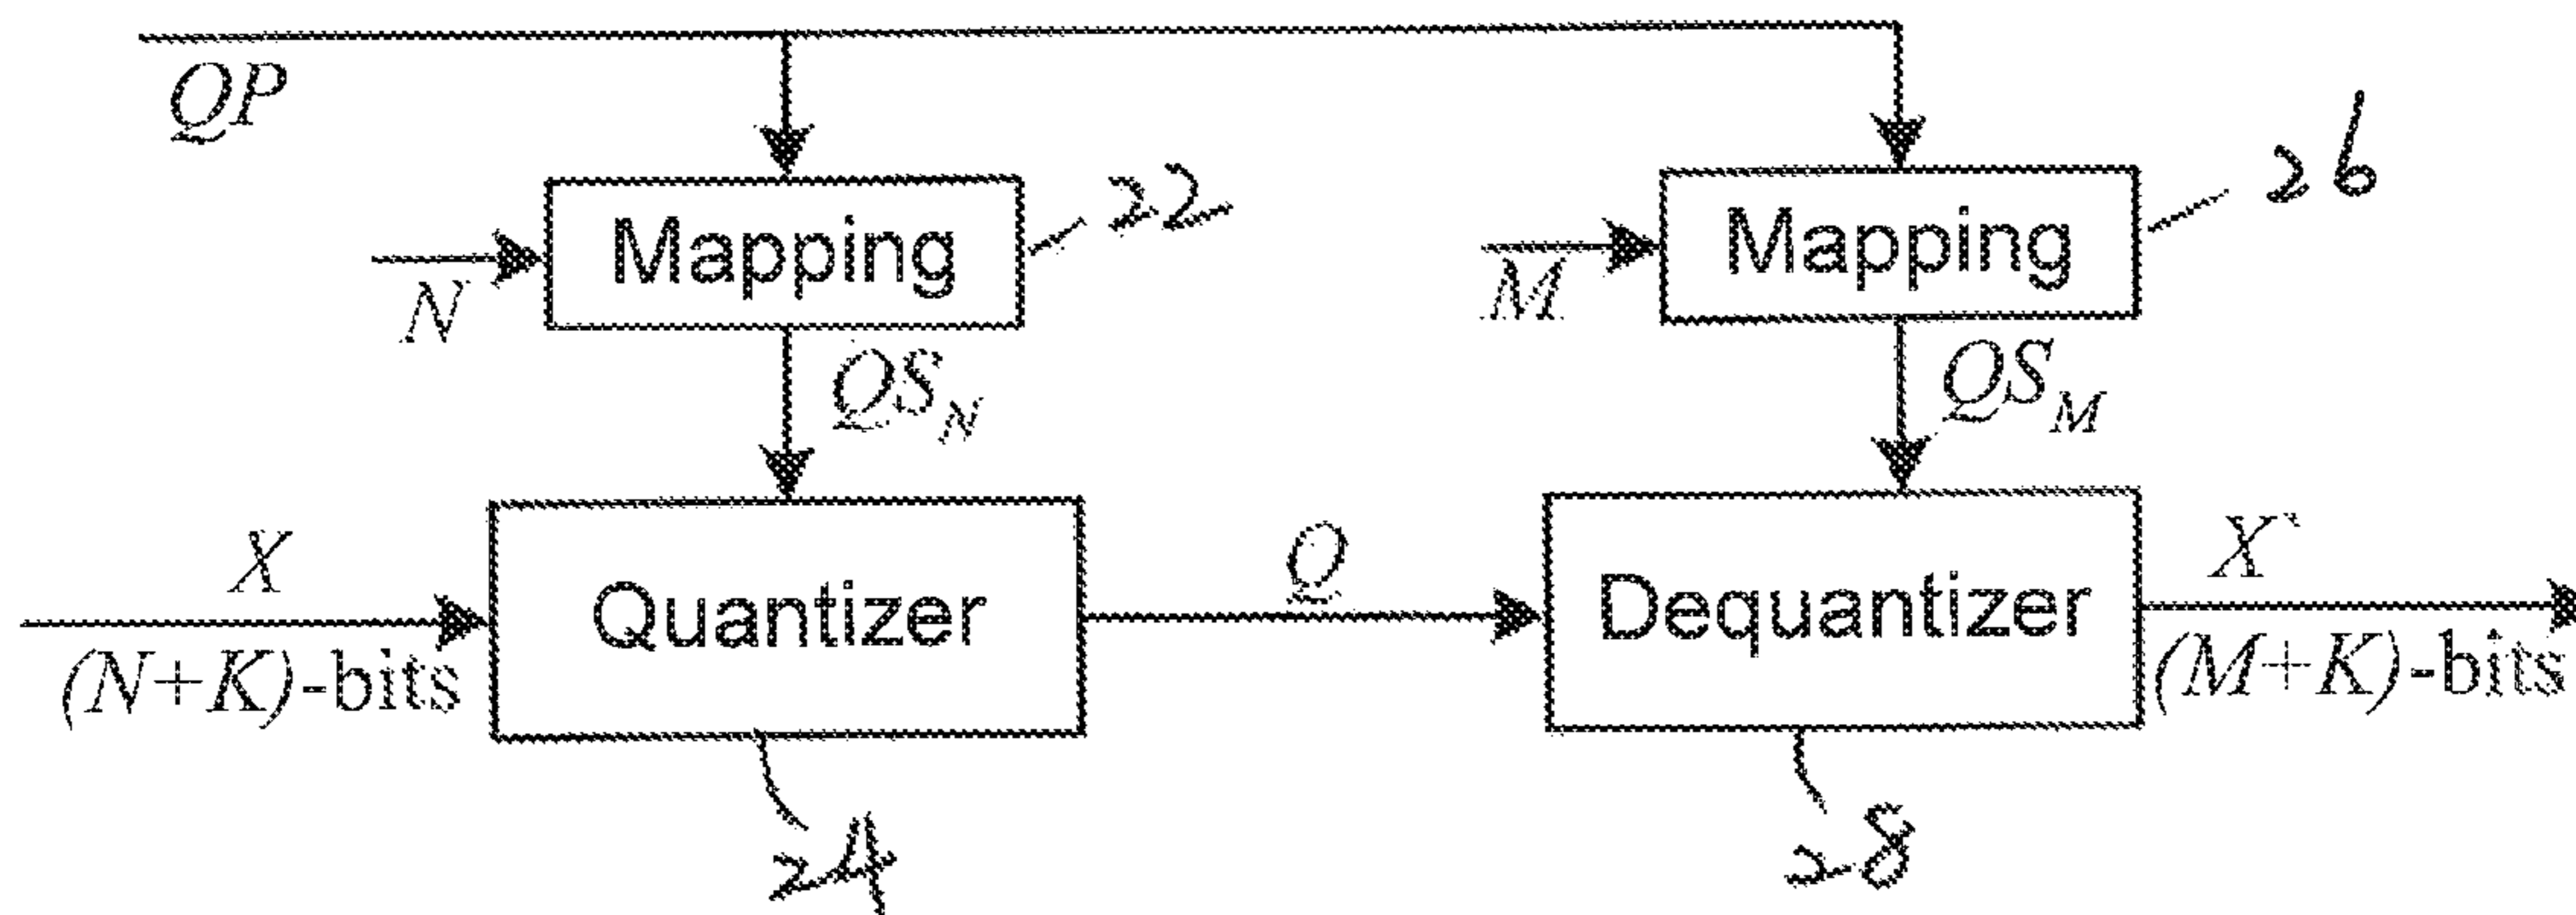 QP
Mapping
22
Mapping
26
N
M
QS_N
QS_M
X
(N+K)-bits
Quantizer
Q
Dequantizer
X`
(M+K)-bits
24
28